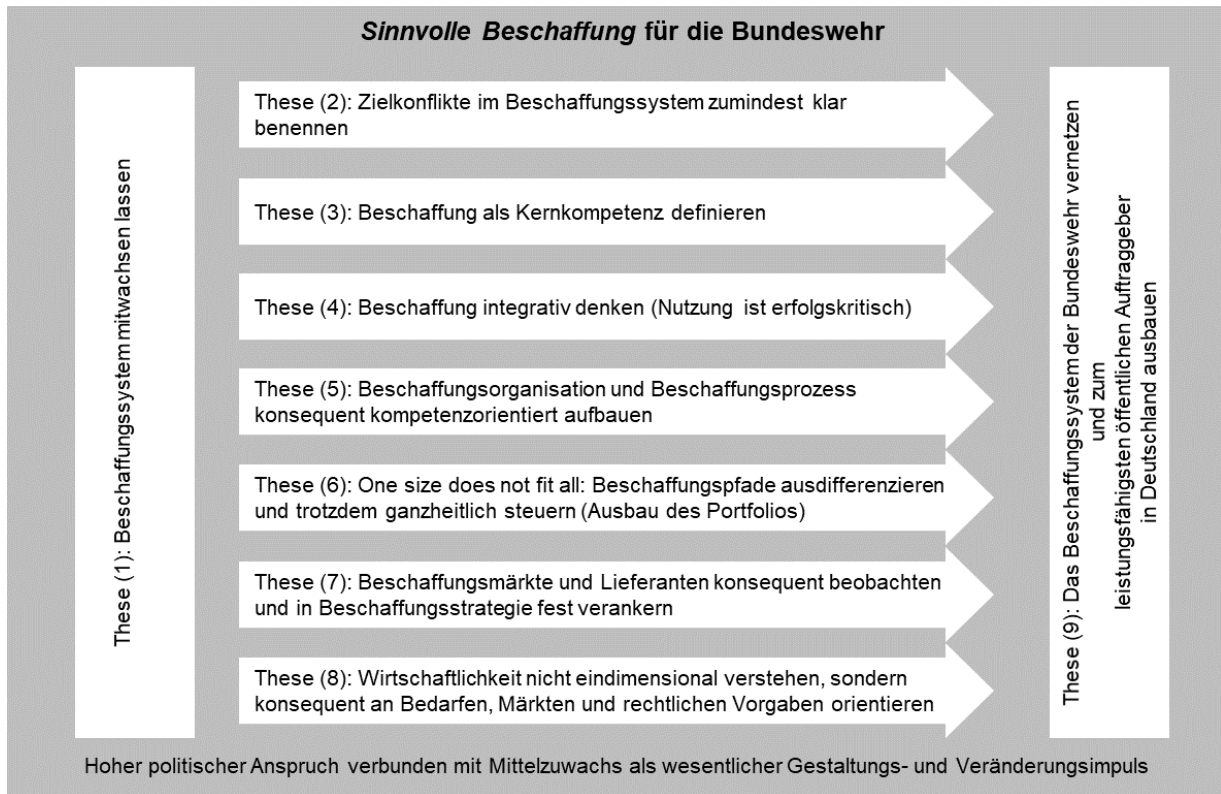 Sinnvolle Beschaffung für die Bundeswehr
These (1): Beschaffungssystem mitwachsen lassen
These (2): Zielkonflikte im Beschaffungssystem zumindest klar
benennen
These (3): Beschaffung als Kernkompetenz definieren
These (4): Beschaffung integrativ denken (Nutzung ist erfolgskritisch)
These (5): Beschaffungsorganisation und Beschaffungsprozess
konsequent kompetenzorientiert aufbauen
These (6): One size does not fit all: Beschaffungspfade ausdifferenzieren
und trotzdem ganzheitlich steuern (Ausbau des Portfolios)
These (7): Beschaffungsmärkte und Lieferanten konsequent beobachten
und in Beschaffungsstrategie fest verankern
These (8): Wirtschaftlichkeit nicht eindimensional verstehen, sondern
konsequent an Bedarfen, Märkten und rechtlichen Vorgaben orientieren
These (9): Das Beschaffungssystem der Bundeswehr vernetzen
und zum
leistungsfähigsten öffentlichen Auftraggeber
in Deutschland ausbauen
Hoher politischer Anspruch verbunden mit Mittelzuwachs als wesentlicher Gestaltungs- und Veränderungsimpuls